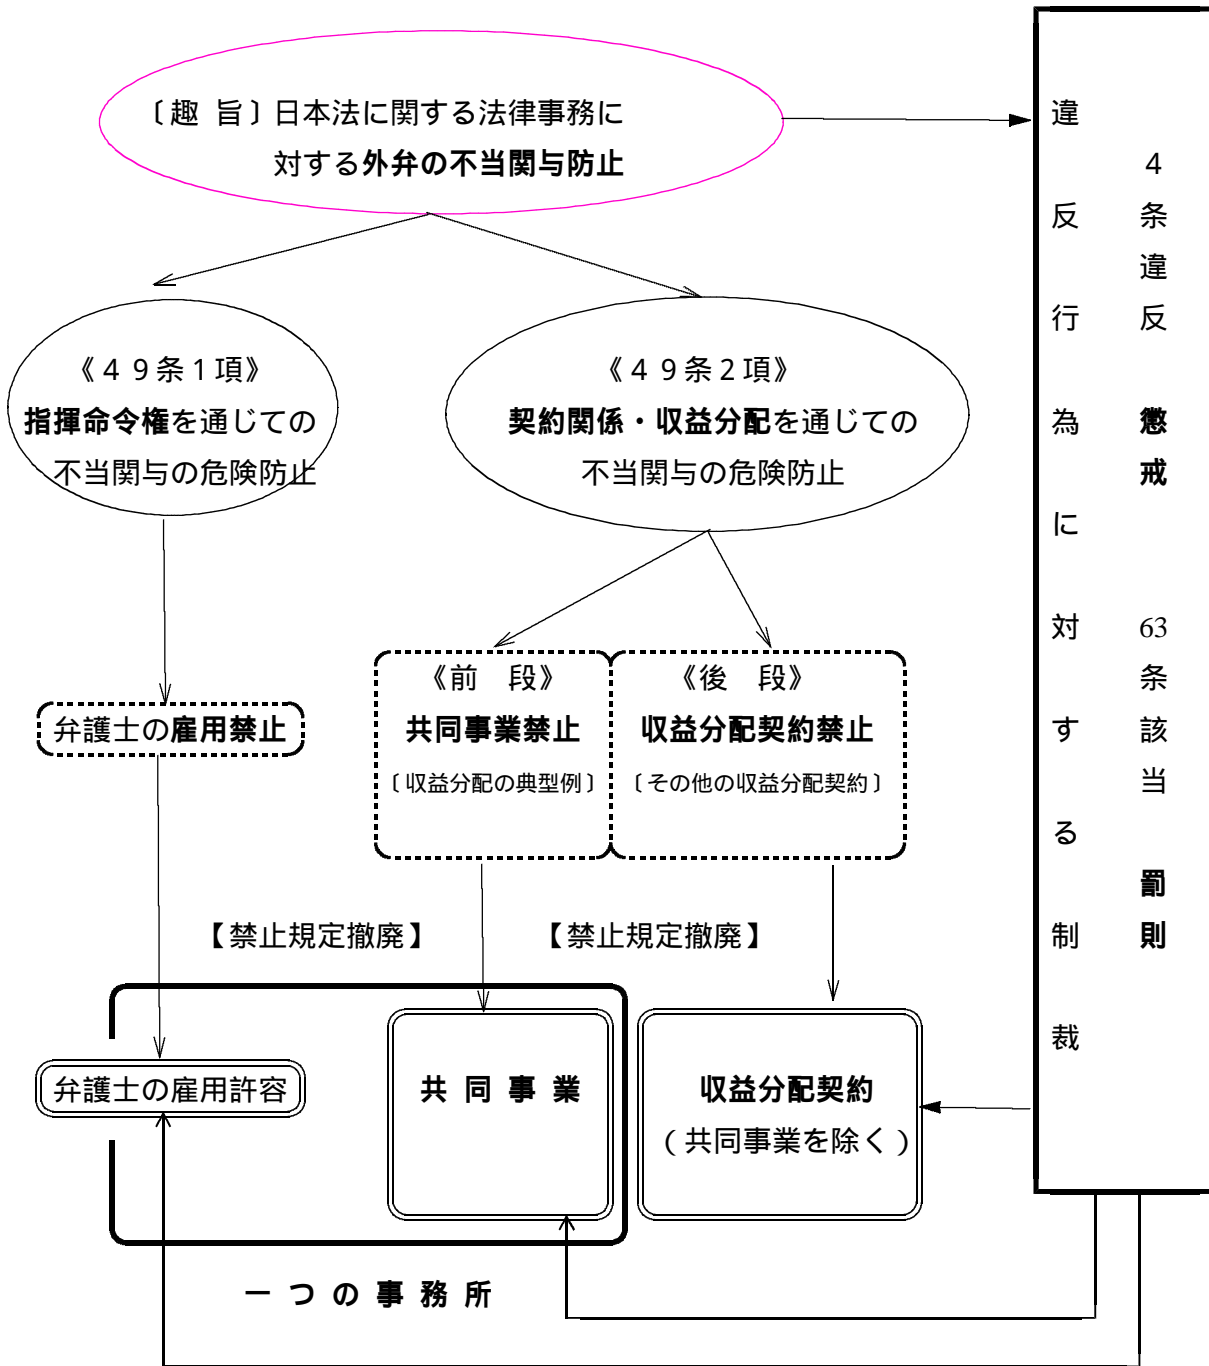 〔趣 旨〕日本法に関する法律事務に
対する外弁の不当関与防止
《49条1項》
指揮命令権を通じての
不当関与の危険防止
《49条2項》
契約関係・収益分配を通じての
不当関与の危険防止
弁護士の雇用禁止
《前 段》
共同事業禁止
〔収益分配の典型例〕
《後 段》
収益分配契約禁止
〔その他の収益分配契約〕
【禁止規定撤廃】
【禁止規定撤廃】
弁護士の雇用許容
共同事業
収益分配契約
(共同事業を除く)
一つの事務所
4条違反 懲戒 63条該当 罰則
違反行為に対する制裁